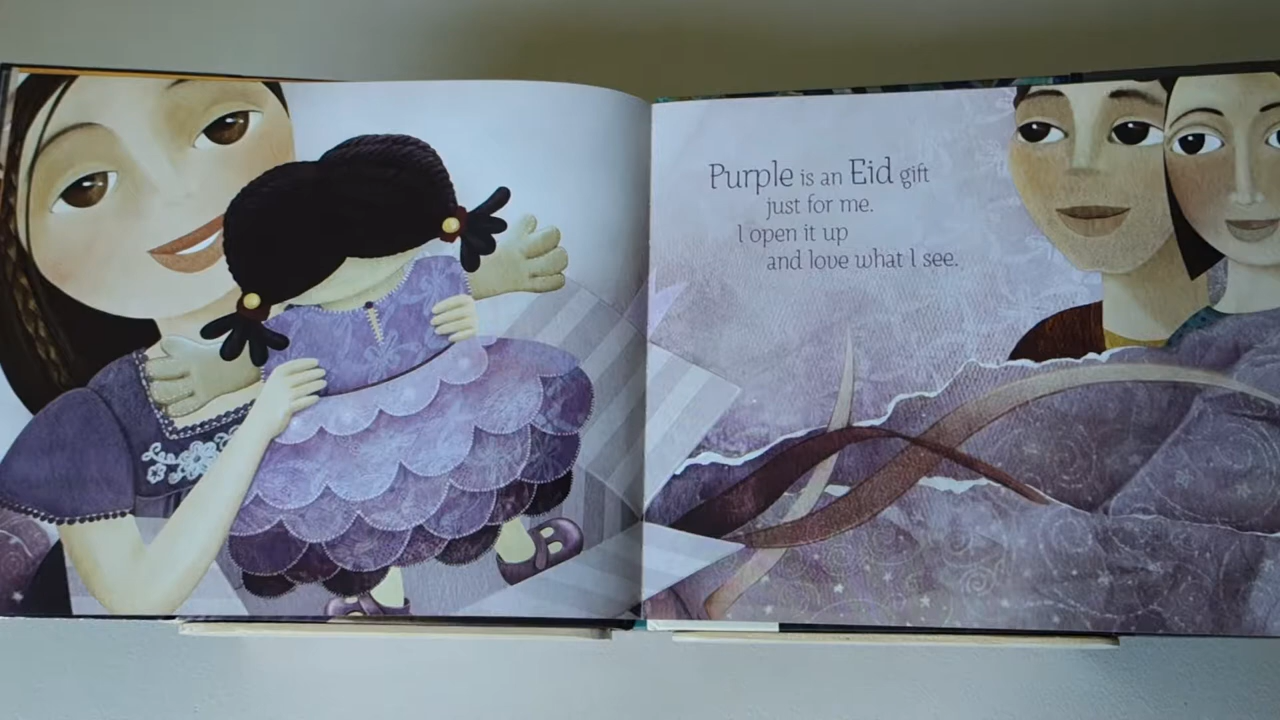 Purple is an Eid gift
just for me.
I open it up
and love what I see.